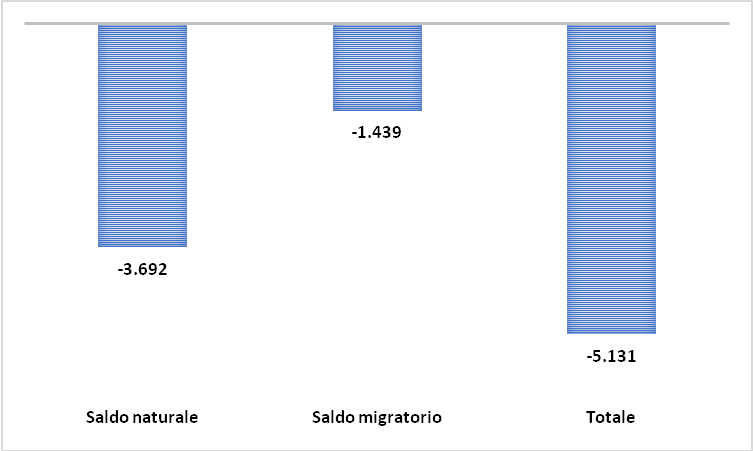 -1.439
-3.692
-5.131
Saldo naturale
Saldo migratorio
Totale